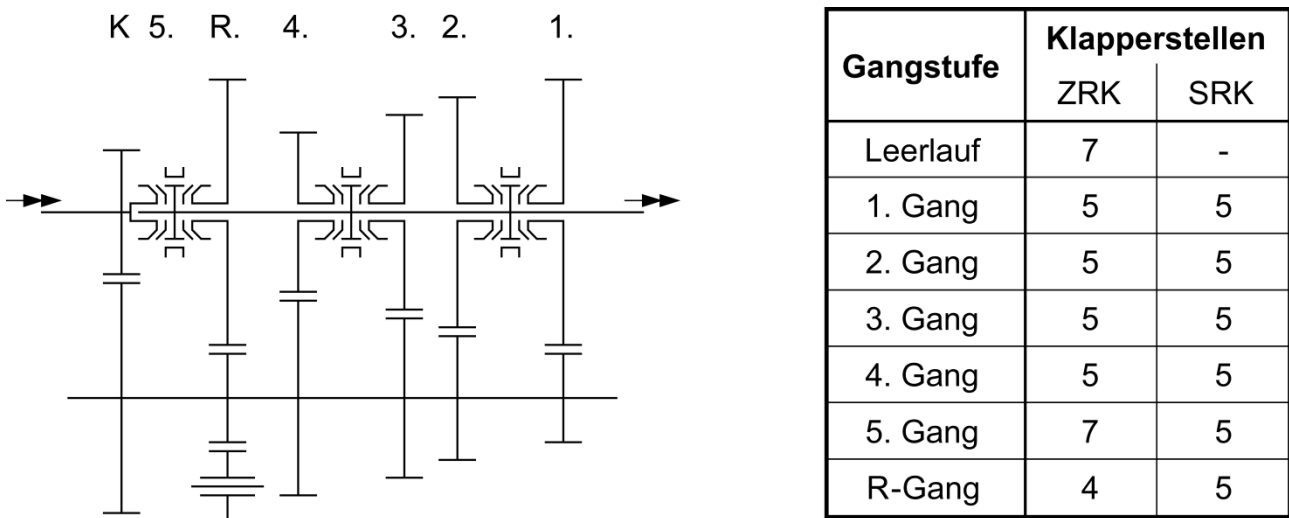 K 5. R. 4. 3. 2. 1.
Gangstufe Klapperstellen
ZRK SRK
Leerlauf 7 -
1. Gang 5 5
2. Gang 5 5
3. Gang 5 5
4. Gang 5 5
5. Gang 7 5
R-Gang 4 5